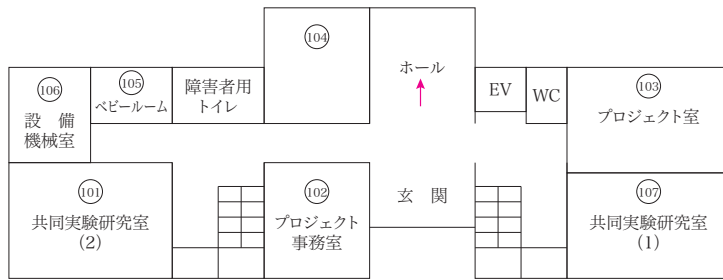 104
ホール
106
設 備
機械室
105
ベビールーム
障害者用
トイレ
EV
WC
103
プロジェクト室
101
共同実験研究室
(2)
102
プロジェクト
事務室
玄 関
107
共同実験研究室
(1)